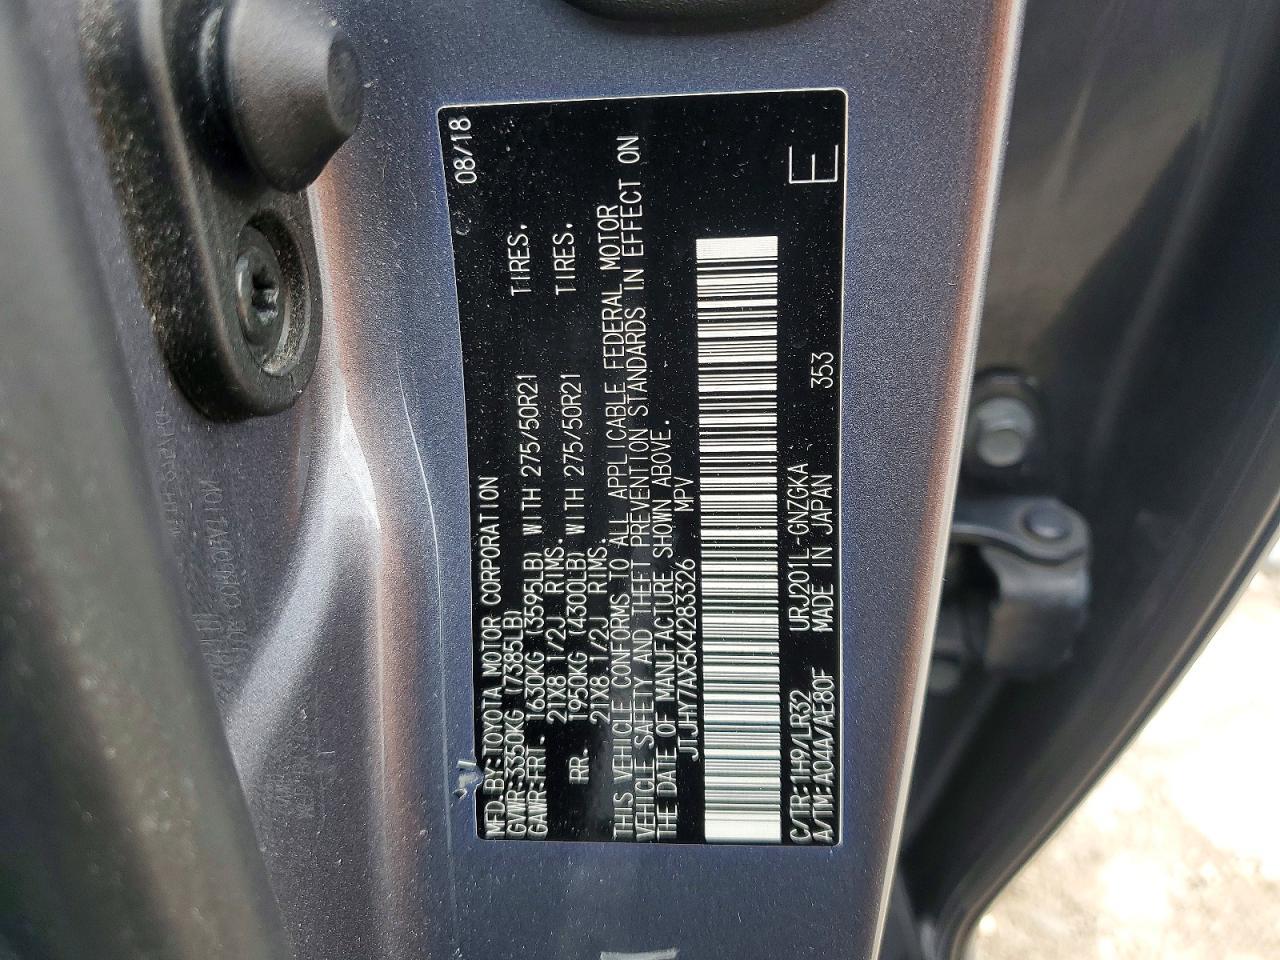 MFD.BY:TOYOTA MOTOR CORPORATION 08/18
GVWR:3350KG (7385LB)
GAWR:FRT. 1630KG (3595LB) WITH 275/50R21 TIRES.
21X8 1/2J RIMS.
RR. 1950KG (4300LB) WITH 275/50R21 TIRES.
21X8 1/2J RIMS.
THIS VEHICLE CONFORMS TO ALL APPLICABLE FEDERAL MOTOR
VEHICLE SAFETY AND THEFT PREVENTION STANDARDS IN EFFECT ON
THE DATE OF MANUFACTURE SHOWN ABOVE.
JTJHY7AX5K4283326 MPV
C/TR:1H9/LR32 URJ201L-GNZGKA
A/TM:A04A/AE80F MADE IN JAPAN 353 E